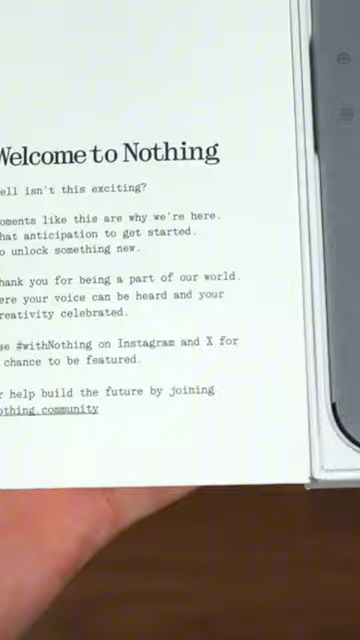 Welcome to Nothing
ell isn't this exciting?
oments like this are why we're here.
hat anticipation to get started.
o unlock something new.
hank you for being a part of our world.
ere your voice can be heard and your
reativity celebrated.
se #withNothing on Instagram and X for
chance to be featured.
r help build the future by joining
othing.community